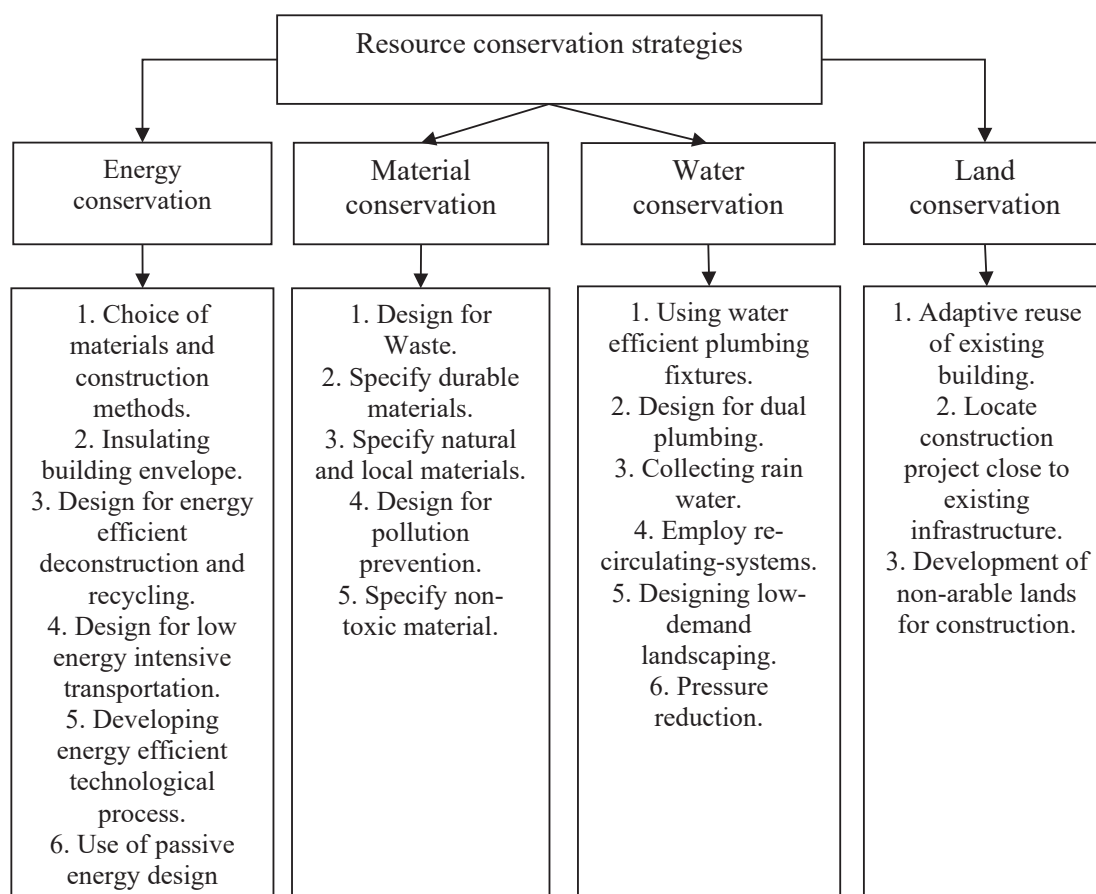 Resource conservation strategies
Energy
conservation
Material
conservation
Water
conservation
Land
conservation
1. Choice of
materials and
construction
methods.
2. Insulating
building envelope.
3. Design for energy
efficient
deconstruction and
recycling.
4. Design for low
energy intensive
transportation.
5. Developing
energy efficient
technological
process.
6. Use of passive
energy design
1. Design for
Waste.
2. Specify durable
materials.
3. Specify natural
and local materials.
4. Design for
pollution
prevention.
5. Specify non-
toxic material.
1. Using water
efficient plumbing
fixtures.
2. Design for dual
plumbing.
3. Collecting rain
water.
4. Employ re-
circulating-systems.
5. Designing low-
demand
landscaping.
6. Pressure
reduction.
1. Adaptive reuse
of existing
building.
2. Locate
construction
project close to
existing
infrastructure.
3. Development of
non-arable lands
for construction.